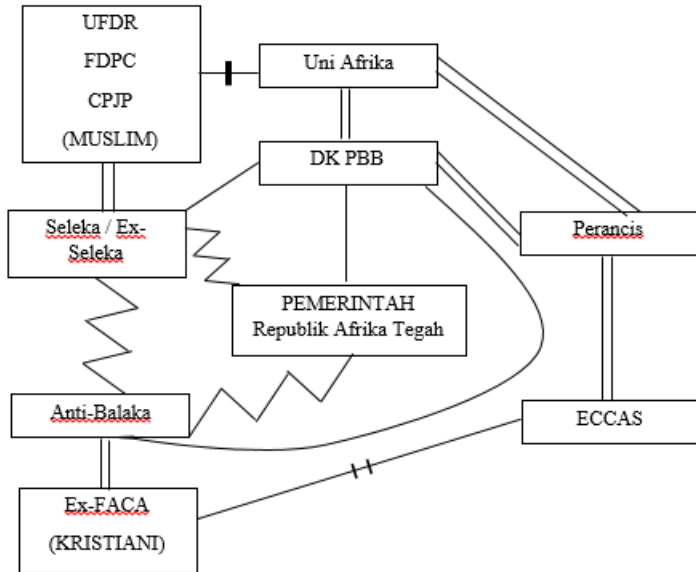 UFDR
FDPC
CPJP
(MUSLIM)
Uni Afrika
DK PBB
Seleka / Ex-
Seleka
Perancis
PEMERINTAH
Republik Afrika Tegah
Anti-Balaka
ECCAS
Ex-FACA
(KRISTIANI)